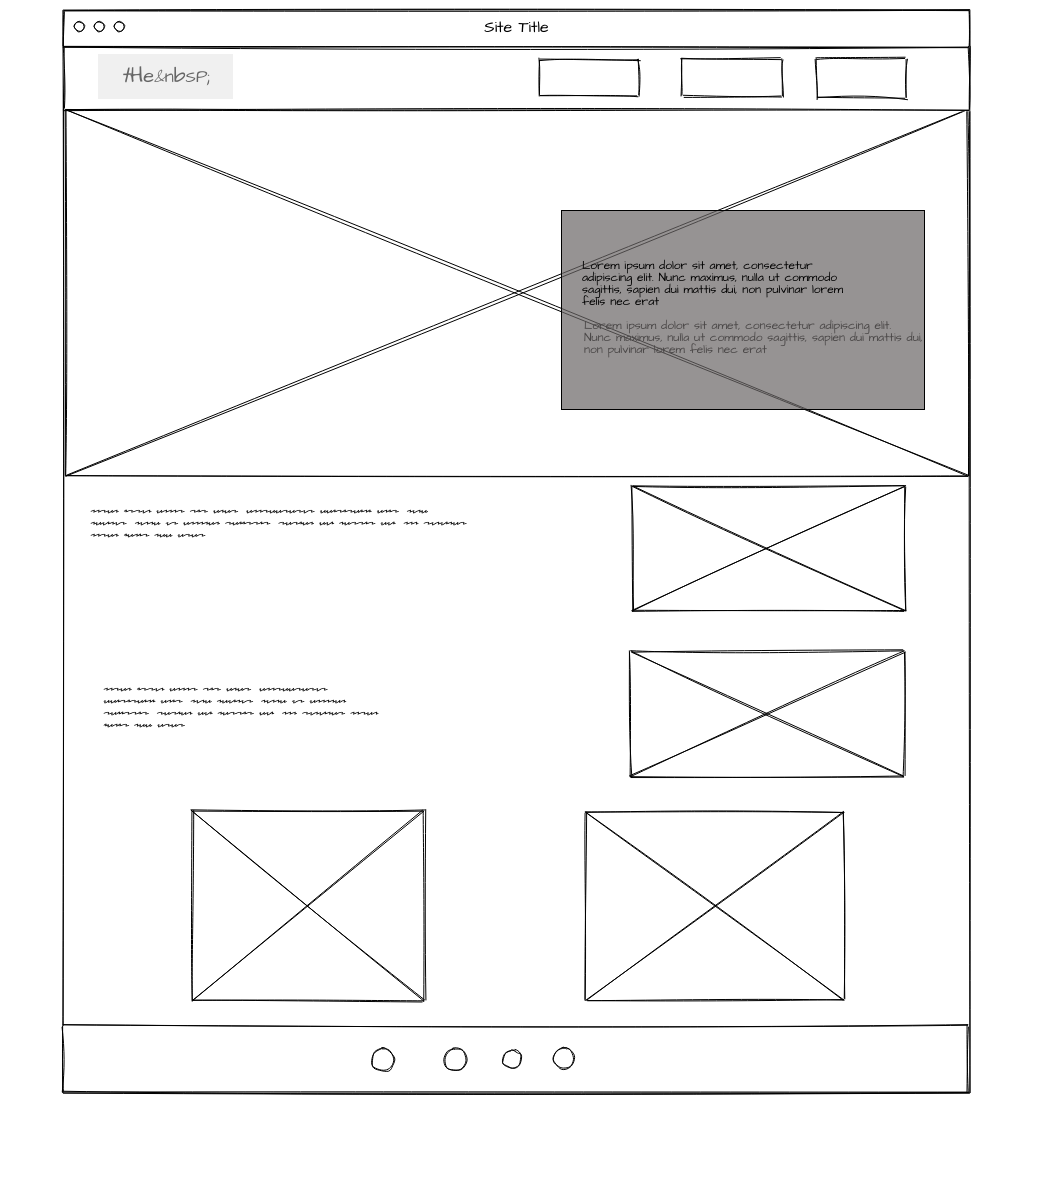 Site Title
He&nbsp;
Lorem ipsum dolor sit amet, consectetur
adipiscing elit. Nunc maximus, nulla ut commodo
sagittis, sapien dui mattis dui, non pulvinar lorem
felis nec erat
Lorem ipsum dolor sit amet, consectetur adipiscing elit.
Nunc maximus, nulla ut commodo sagittis, sapien dui mattis dui,
non pulvinar lorem felis nec erat